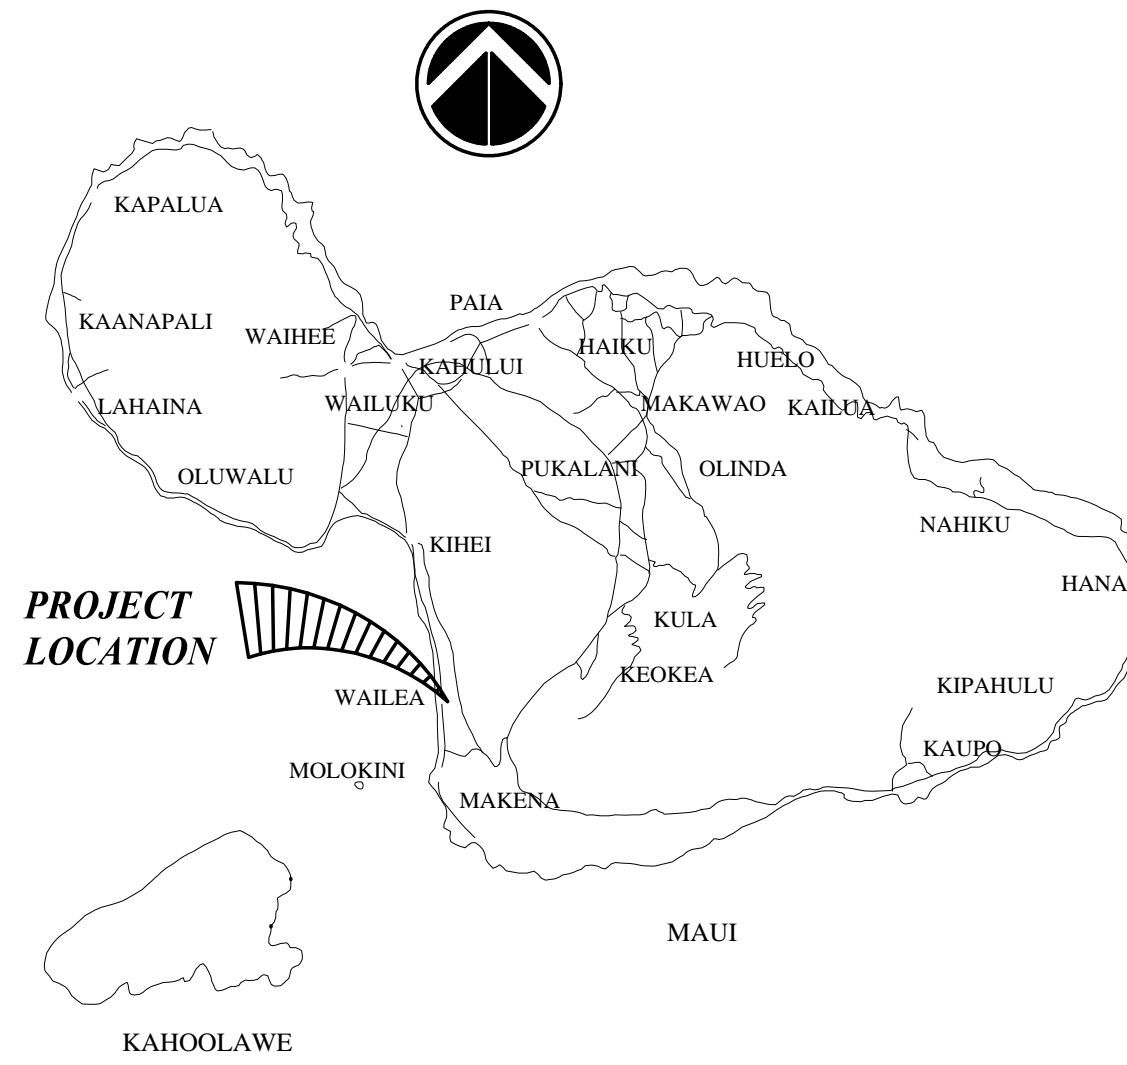 KAPALUA
PAIA
KAANAPALI
WAIHEE
HAIKU
HUELO
KAHULUI
LAHAINA
WAILUKU
MAKAWAO
KAILUA
OLUWALU
PUKALANI
OLINDA
NAHIKU
KIHEI
HANA
PROJECT
LOCATION
KULA
KEOKEA
KIPAHULU
WAILEA
KAUPO
MOLOKINI
MAKENA
MAUI
KAHOOLAWE